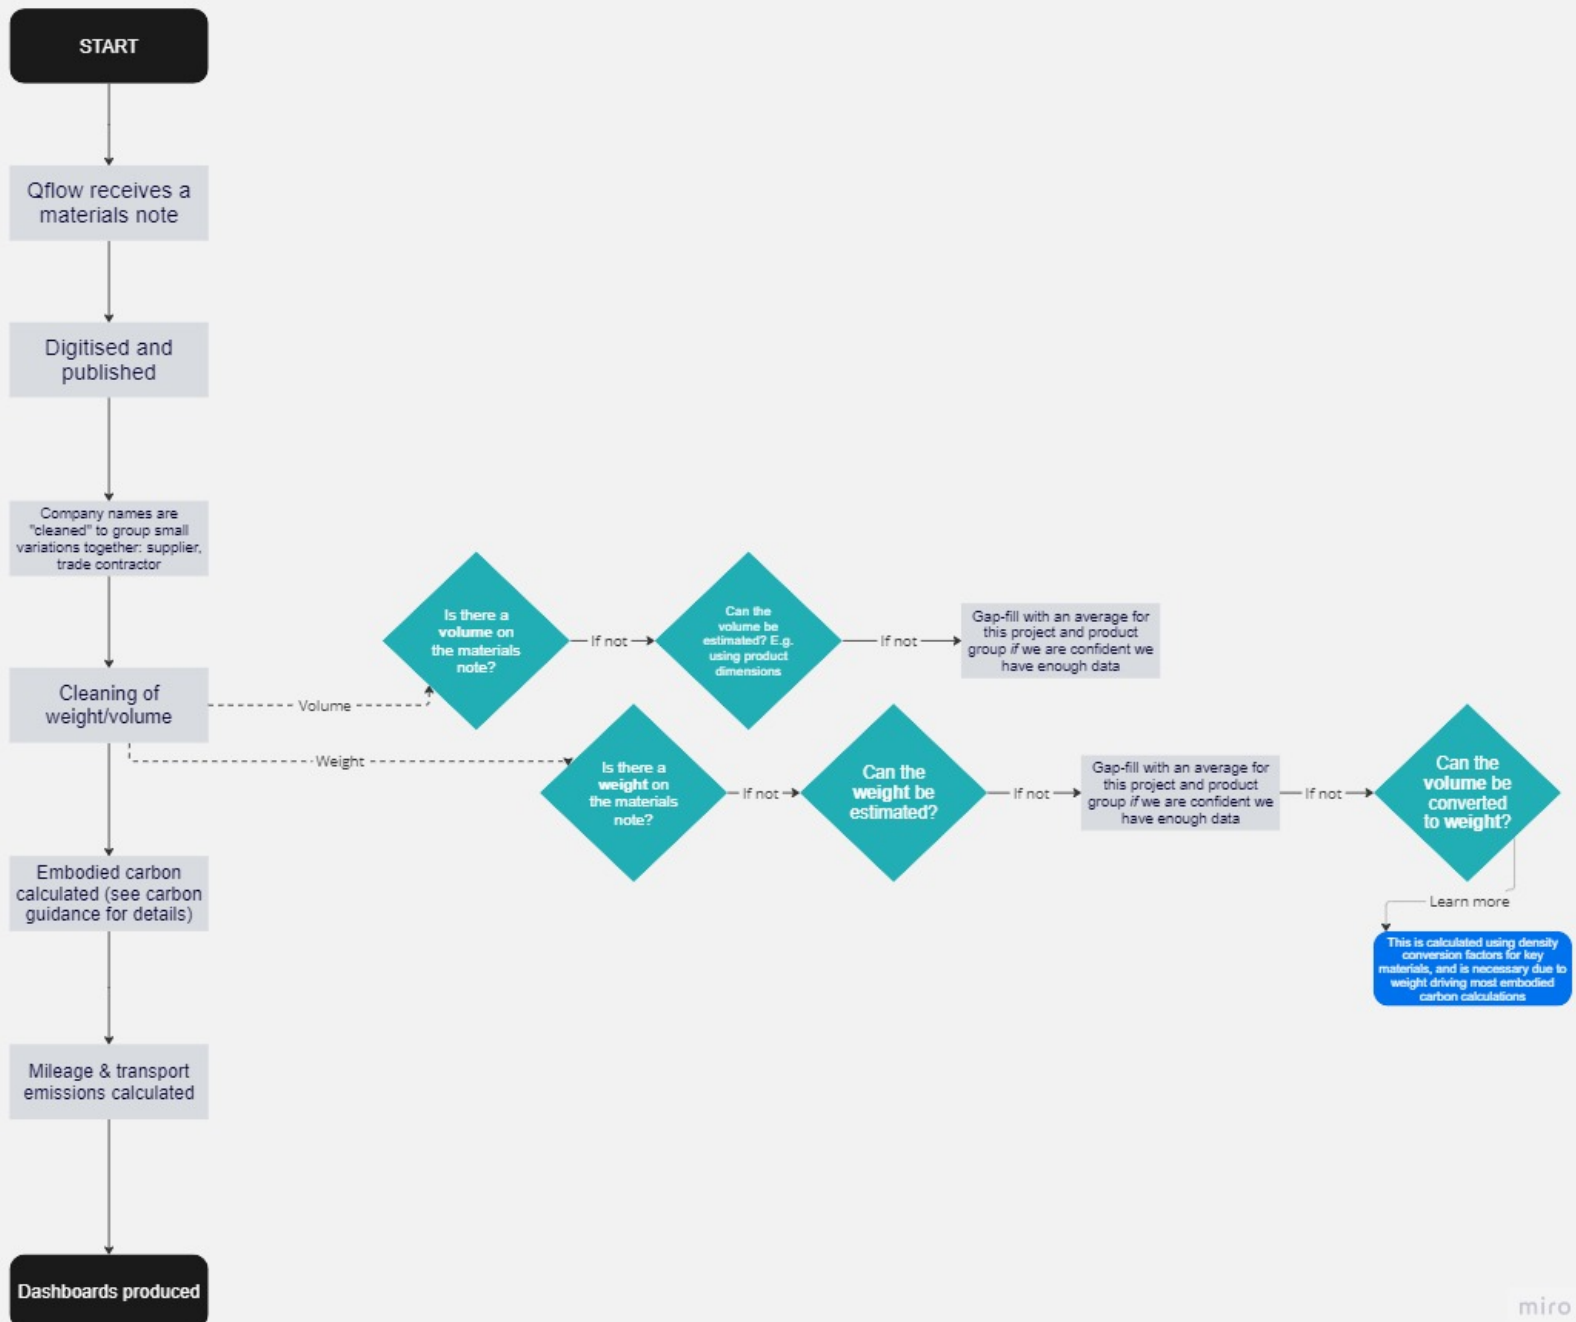 START
Qflow receives a
materials note
Digitised and
published
Company names are
"cleaned" to group small
variations together: supplier,
trade contractor
Cleaning of
weight/volume
Volume
Is there a
volume on
the materials
note?
If not
Can the
volume be
estimated? E.g.
using product
dimensions
If not
Gap-fill with an average for
this project and product
group if we are confident we
have enough data
Weight
Is there a
weight on
the materials
note?
If not
Can the
weight be
estimated?
If not
Gap-fill with an average for
this project and product
group if we are confident we
have enough data
If not
Can the
volume be
converted
to weight?
Learn more
This is calculated using density
conversion factors for key
materials, and is necessary due to
weight driving most embodied
carbon calculations
Embodied carbon
calculated (see carbon
guidance for details)
Mileage & transport
emissions calculated
Dashboards produced
miro